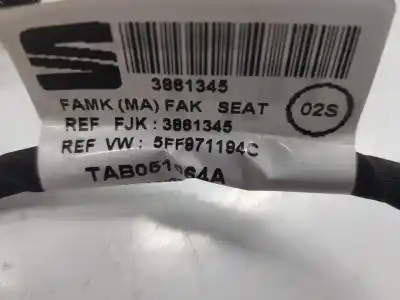 3861345
FAMK (MA) FAK SEAT
02S
REF FJK : 3861345
REF VW : 5FF971194C